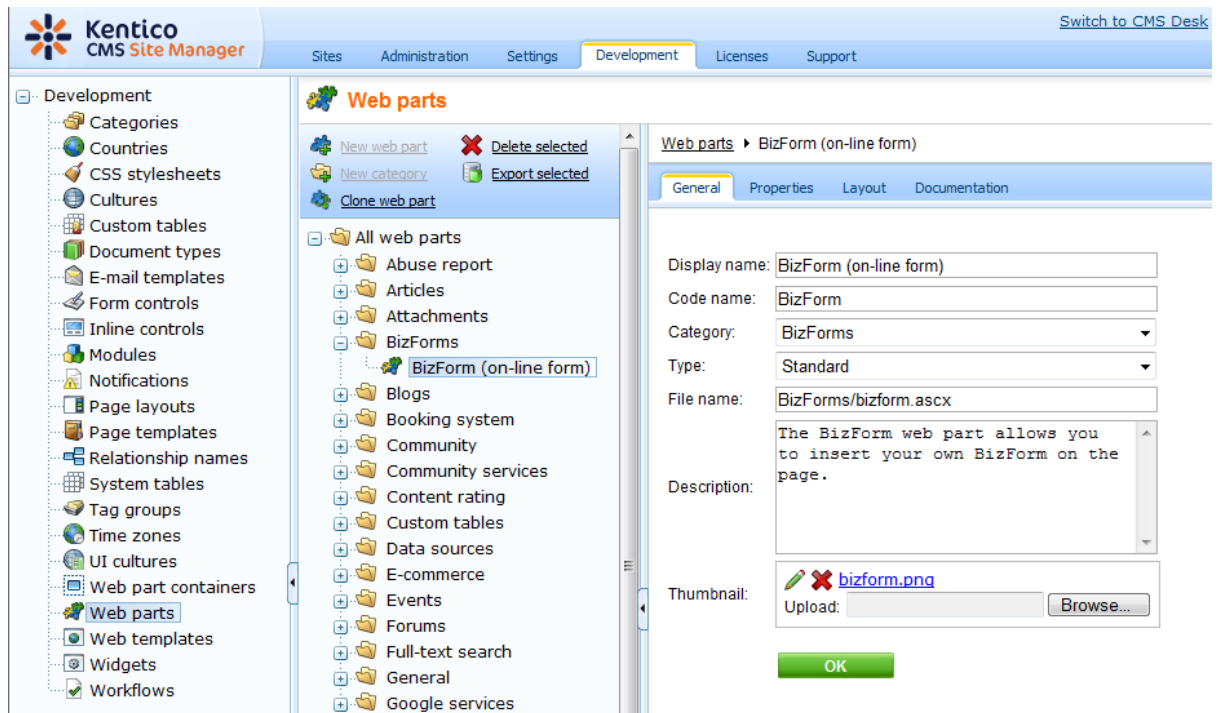 Kentico
CMS Site Manager
Switch to CMS Desk
Sites Administration Settings Development Licenses Support
Development
Categories
Countries
CSS stylesheets
Cultures
Custom tables
Document types
E-mail templates
Form controls
Inline controls
Modules
Notifications
Page layouts
Page templates
Relationship names
System tables
Tag groups
Time zones
UI cultures
Web part containers
Web parts
Web templates
Widgets
Workflows
Web parts
New web part Delete selected
New category Export selected
Clone web part
All web parts
Abuse report
Articles
Attachments
BizForms
BizForm (on-line form)
Blogs
Booking system
Community
Community services
Content rating
Custom tables
Data sources
E-commerce
Events
Forums
Full-text search
General
Google services
Web parts BizForm (on-line form)
General Properties Layout Documentation
Display name: BizForm (on-line form)
Code name: BizForm
Category: BizForms
Type: Standard
File name: BizForms/bizform.ascx
Description: The BizForm web part allows you
to insert your own BizForm on the
page.
Thumbnail: bizform.png
Upload: Browse...
OK